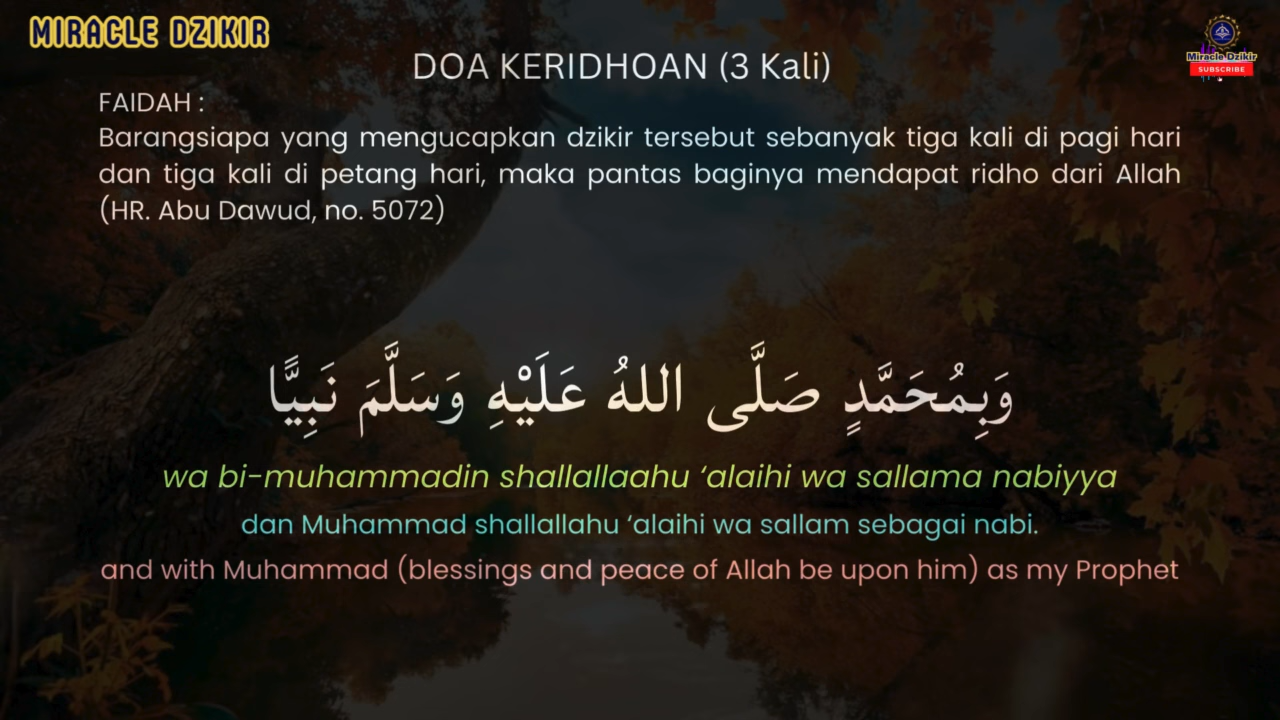 MIRACLE DZIKIR
Miracle Dzikir
SUBSCRIBE
DOA KERIDHOAN (3 Kali)
FAIDAH :
Barangsiapa yang mengucapkan dzikir tersebut sebanyak tiga kali di pagi hari
dan tiga kali di petang hari, maka pantas baginya mendapat ridho dari Allah
(HR. Abu Dawud, no. 5072)
وَبِمُحَمَّدٍ صَلَّى اللهُ عَلَيْهِ وَسَلَّمَ نَبِيًّا
wa bi-muhammadin shallallaahu ‘alaihi wa sallama nabiyya
dan Muhammad shallallahu ‘alaihi wa sallam sebagai nabi.
and with Muhammad (blessings and peace of Allah be upon him) as my Prophet